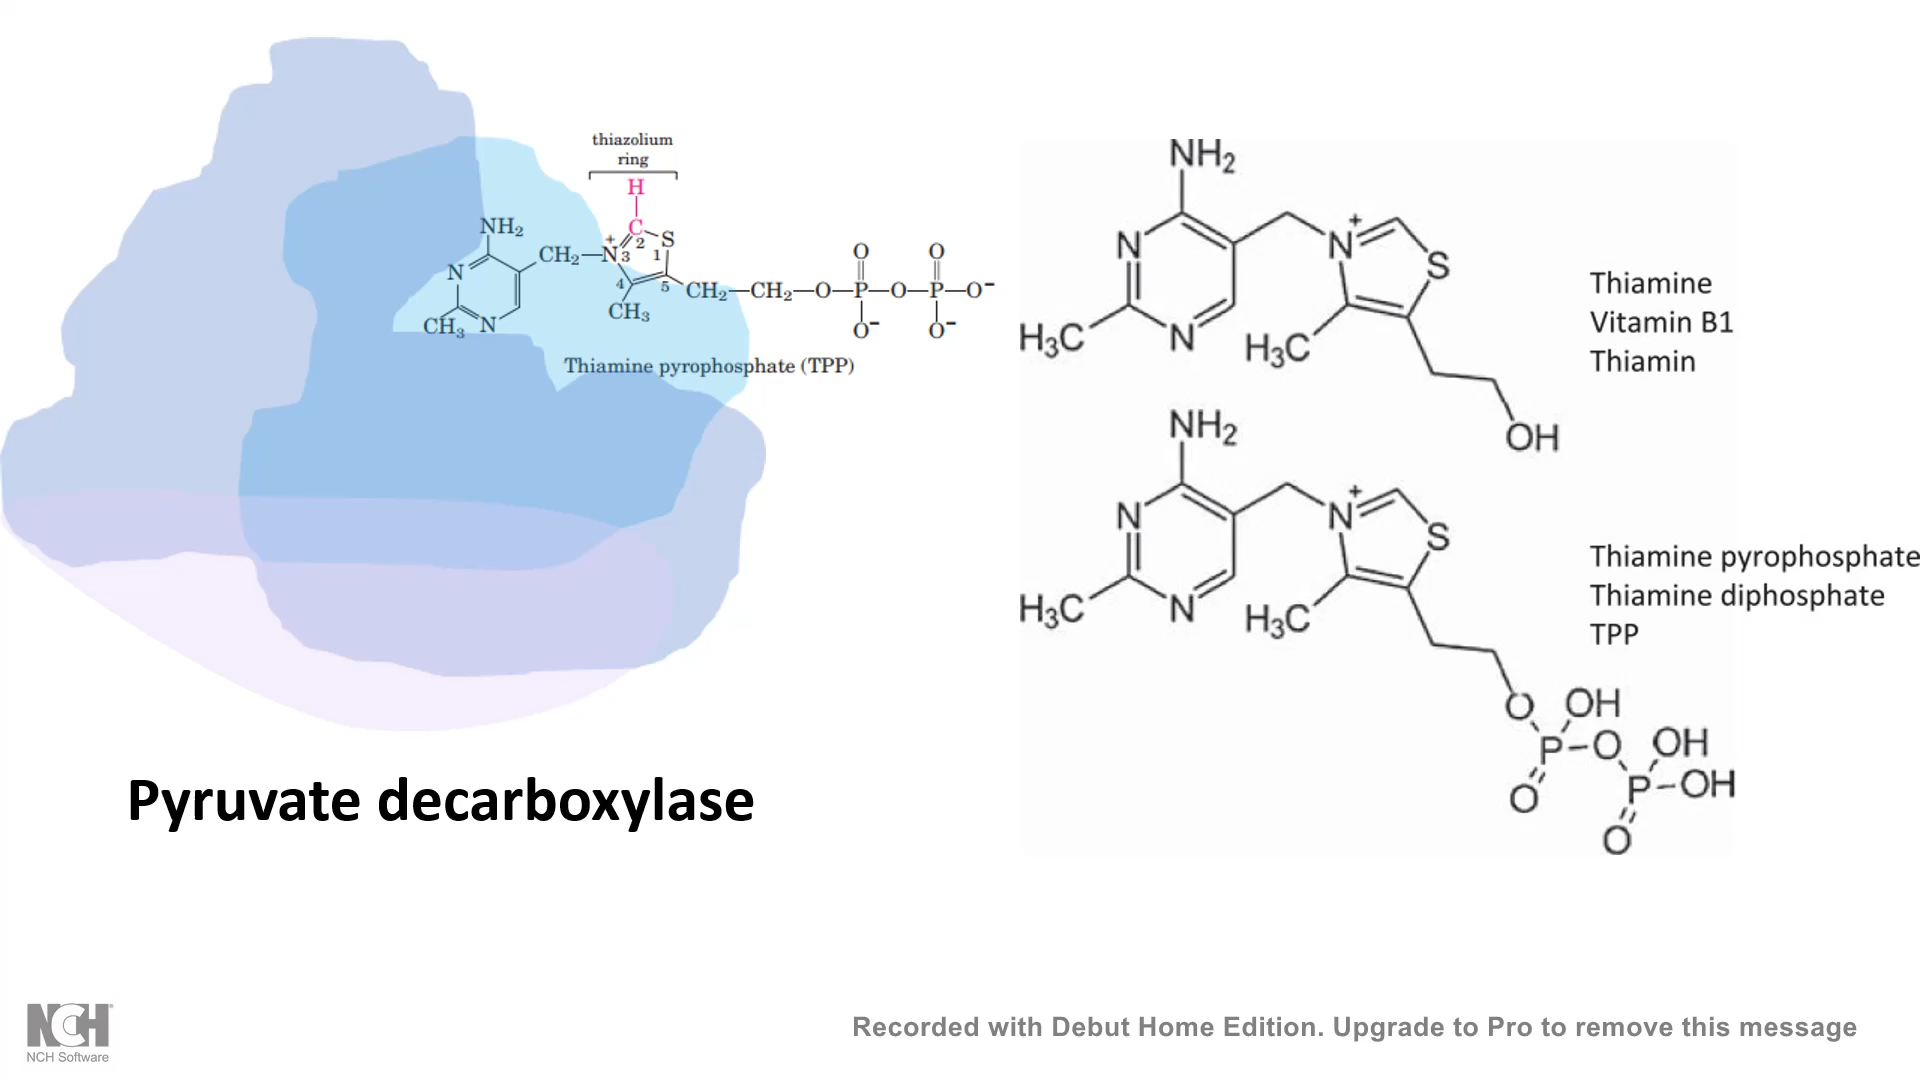 thiazolium
ring
H
C
2
S
1
+
N
3
4
5
NH₂
N
CH₂
CH₃
N
CH₃
CH₂—CH₂—O—P—O—P—O⁻
O
O
O⁻
O⁻
Thiamine pyrophosphate (TPP)
Pyruvate decarboxylase
NH₂
N
N
+
N
S
H₃C
H₃C
OH
Thiamine
Vitamin B1
Thiamin
NH₂
N
N
+
N
S
H₃C
H₃C
O
OH
P
O
OH
P
OH
O
O
Thiamine pyrophosphate
Thiamine diphosphate
TPP
NCH®
NCH Software
Recorded with Debut Home Edition. Upgrade to Pro to remove this message